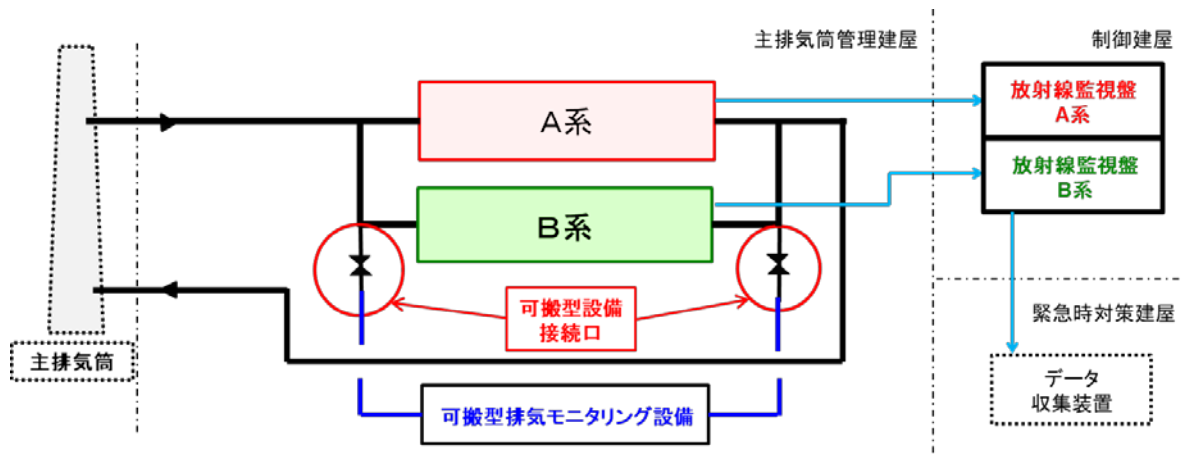 主排気筒管理建屋
制御建屋
A系
B系
放射線監視盤
A系
放射線監視盤
B系
可搬型設備
接続口
緊急時対策建屋
主排気筒
データ
収集装置
可搬型排気モニタリング設備